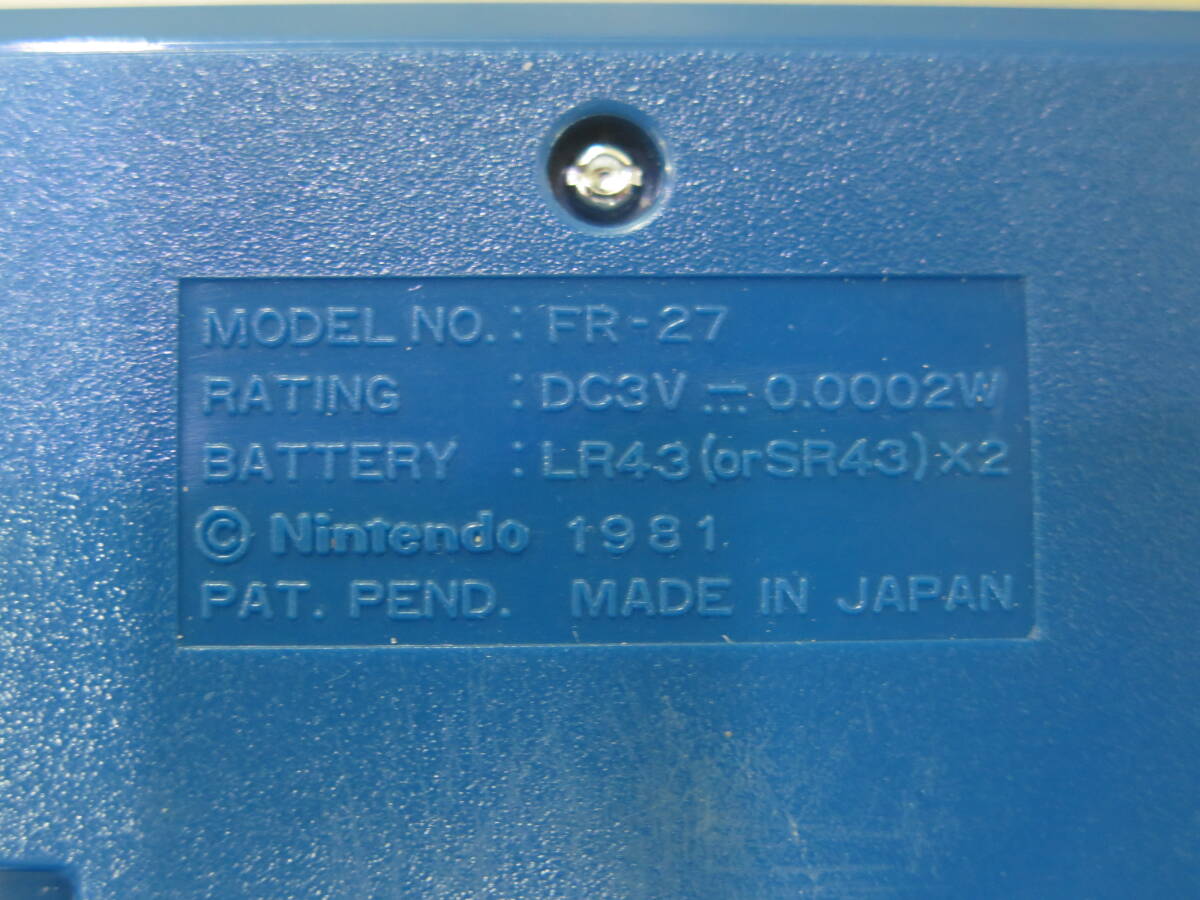 MODEL NO. : FR-27
RATING : DC3V ⎓ 0.0002W
BATTERY : LR43 (or SR43) ×2
© Nintendo 1981
PAT. PEND. MADE IN JAPAN